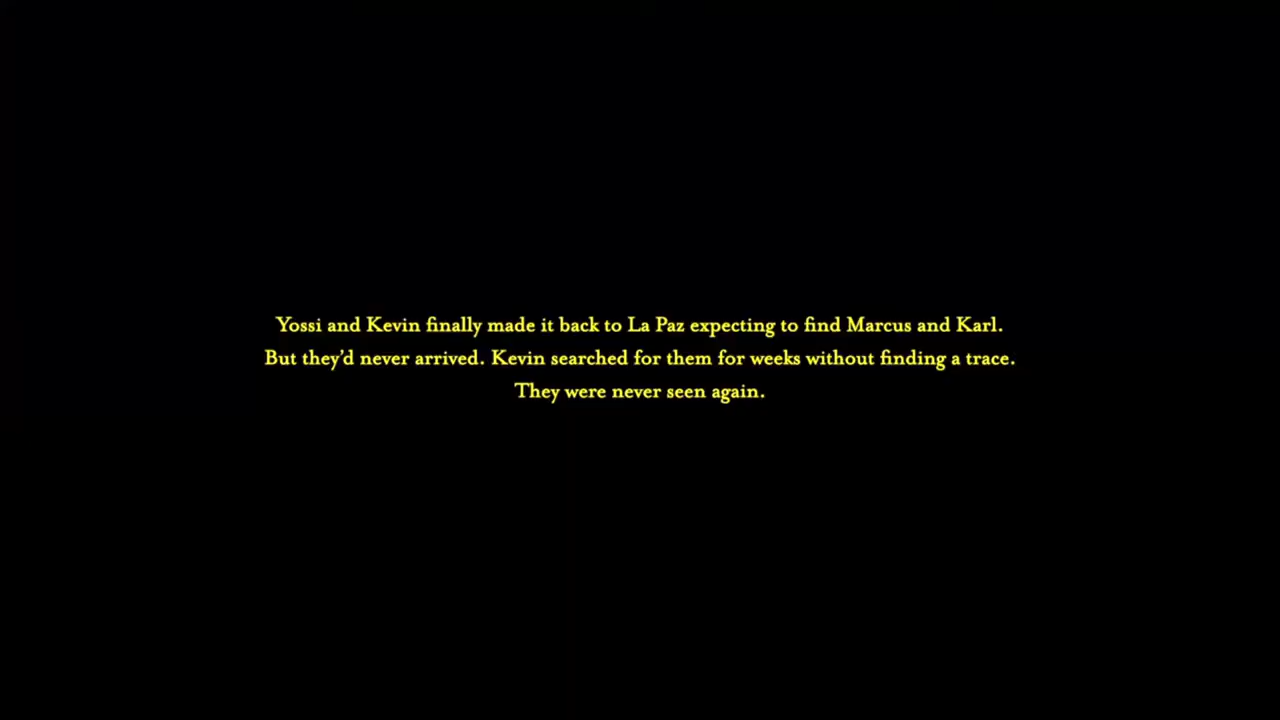 Yossi and Kevin finally made it back to La Paz expecting to find Marcus and Karl.
But they’d never arrived. Kevin searched for them for weeks without finding a trace.
They were never seen again.